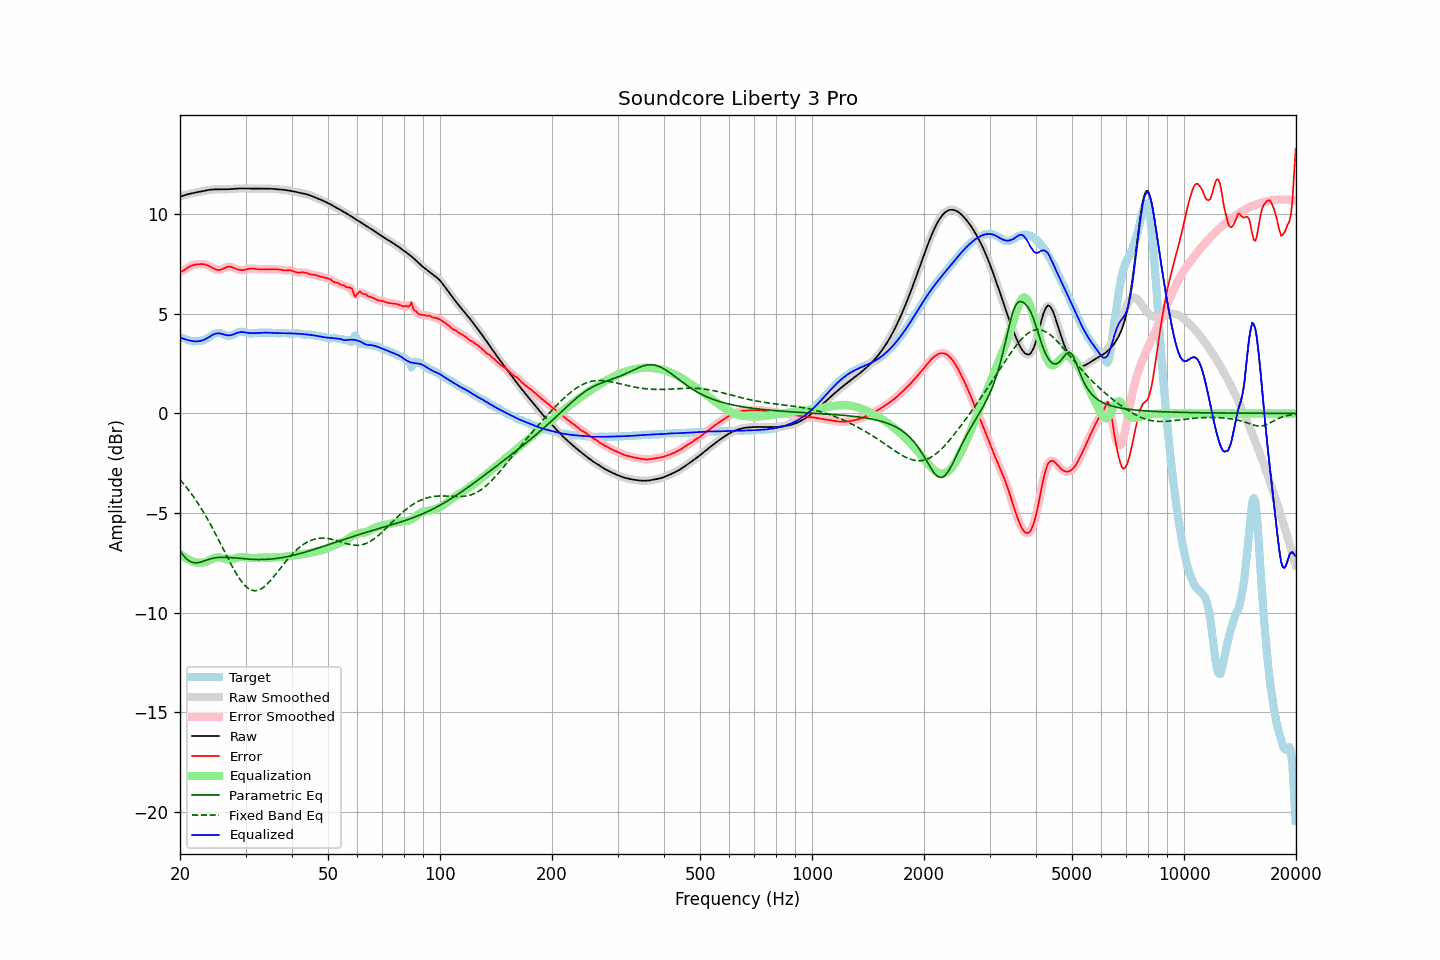 Soundcore Liberty 3 Pro
Amplitude (dBr)
10
5
0
−5
−10
−15
−20
Target
Raw Smoothed
Error Smoothed
Raw
Error
Equalization
Parametric Eq
Fixed Band Eq
Equalized
20 50 100 200 500 1000 2000 5000 10000 20000
Frequency (Hz)